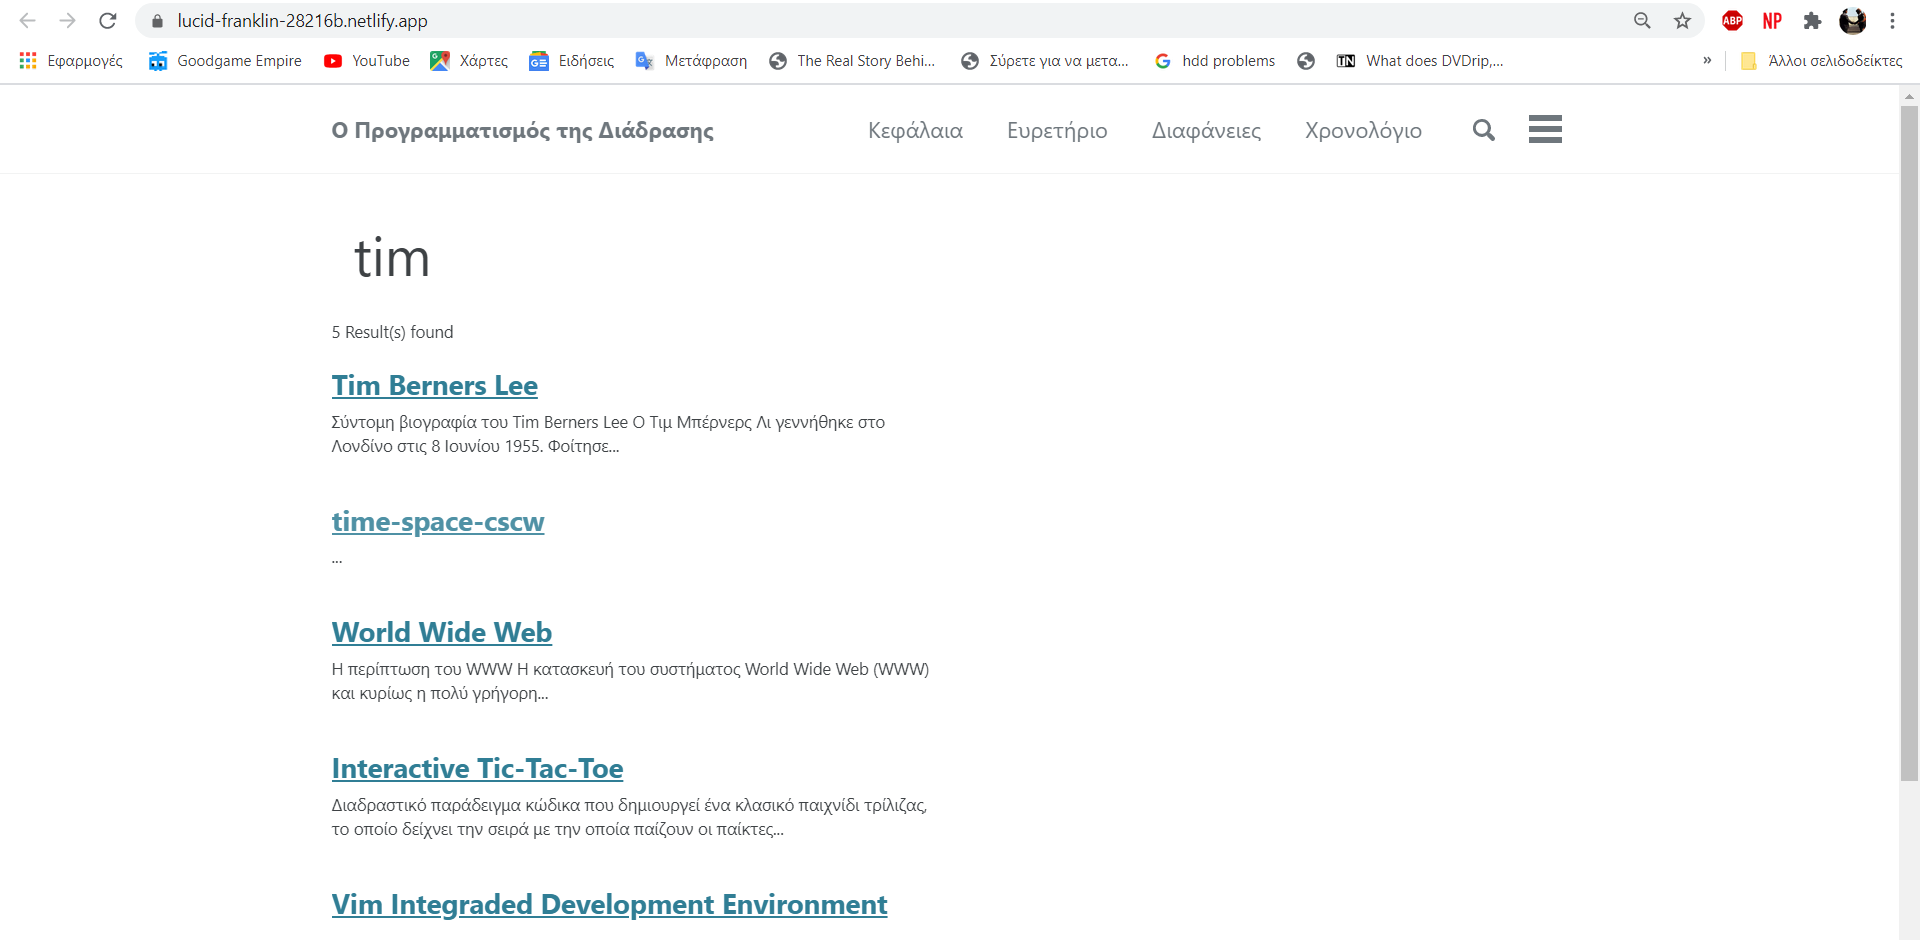 lucid-franklin-28216b.netlify.app
ABP
NP
Εφαρμογές
Goodgame Empire
YouTube
Χάρτες
Ειδήσεις
Μετάφραση
The Real Story Behi...
Σύρετε για να μετα...
hdd problems
TN
What does DVDrip,...
»
Άλλοι σελιδοδείκτες
Ο Προγραμματισμός της Διάδρασης
Κεφάλαια
Ευρετήριο
Διαφάνειες
Χρονολόγιο
tim
5 Result(s) found
Tim Berners Lee
Σύντομη βιογραφία του Tim Berners Lee Ο Τιμ Μπέρνερς Λι γεννήθηκε στο
Λονδίνο στις 8 Ιουνίου 1955. Φοίτησε...
time-space-cscw
...
World Wide Web
Η περίπτωση του WWW Η κατασκευή του συστήματος World Wide Web (WWW)
και κυρίως η πολύ γρήγορη...
Interactive Tic-Tac-Toe
Διαδραστικό παράδειγμα κώδικα που δημιουργεί ένα κλασικό παιχνίδι τρίλιζας,
το οποίο δείχνει την σειρά με την οποία παίζουν οι παίκτες...
Vim Integraded Development Environment